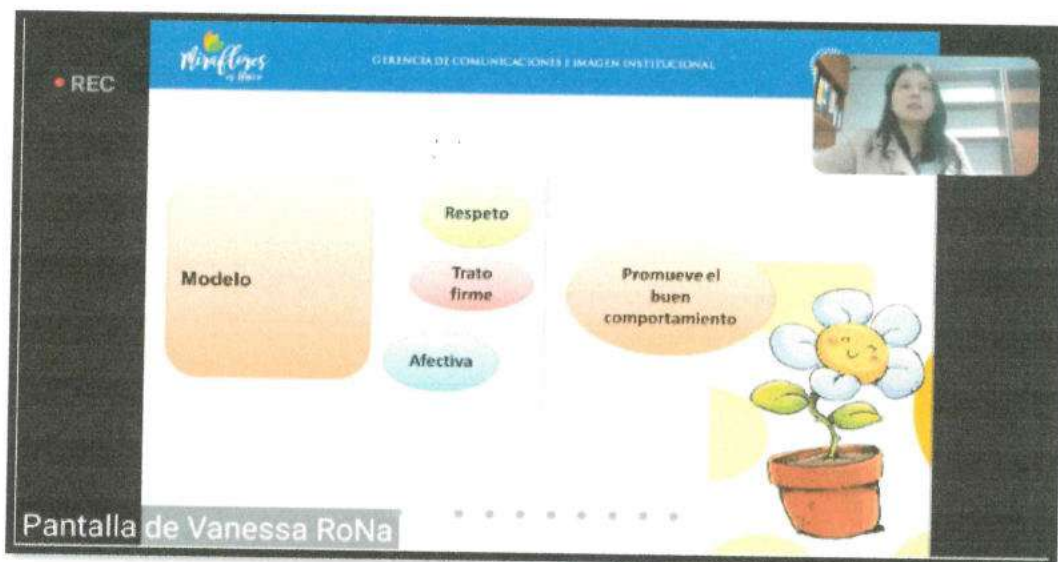 REC
Miraflores
GERENCIA DE COMUNICACIONES E IMAGEN INSTITUCIONAL
Modelo
Respeto
Trato
firme
Afectiva
Promueve el
buen
comportamiento
Pantalla de Vanessa RoNa